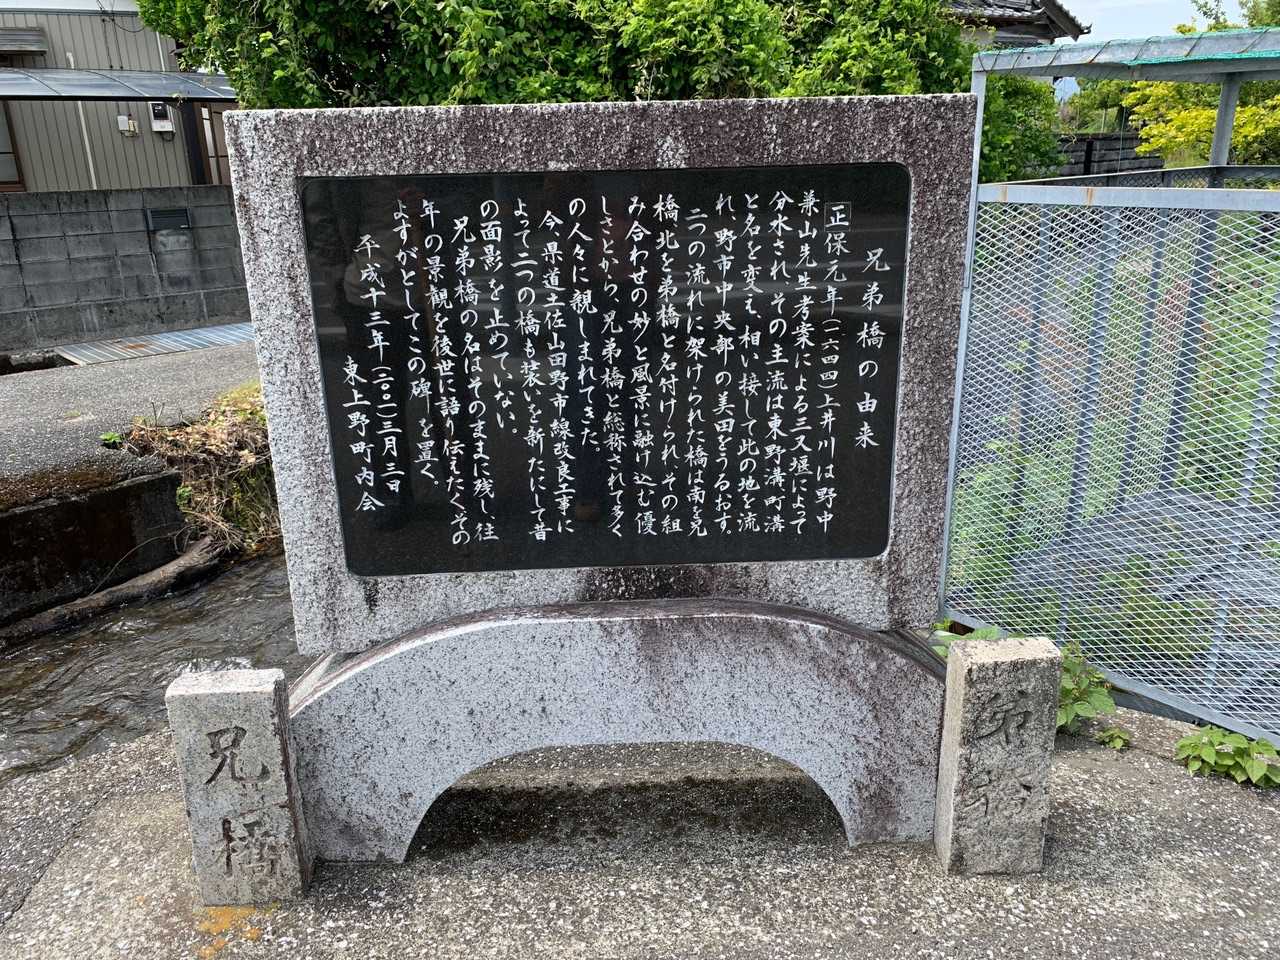 兄弟橋の由来
正保元年(一六四四)上井川は野中
兼山先生考案による三又堰によって
分水され、その主流は東野溝町溝
と名を変え、相い接して此の地を流
れ、野市中央部の美田をうるおす。
二つの流れに架けられた橋は南を兄
橋北を弟橋と名付けられ、その組
み合わせの妙と風景に融け込む優
しさとから、兄弟橋と総称されて多く
の人々に親しまれてきた。
今、県道土佐山田野市線改良工事に
よって二つの橋も装いを新たにして昔
の面影を止めていない。
兄弟橋の名はそのままに残し、往
年の景観を後世に語り伝えたくその
よすがとしてこの碑を置く。
平成十三年(二〇〇一)三月三日
東上野町町内会
兄橋
弟橋